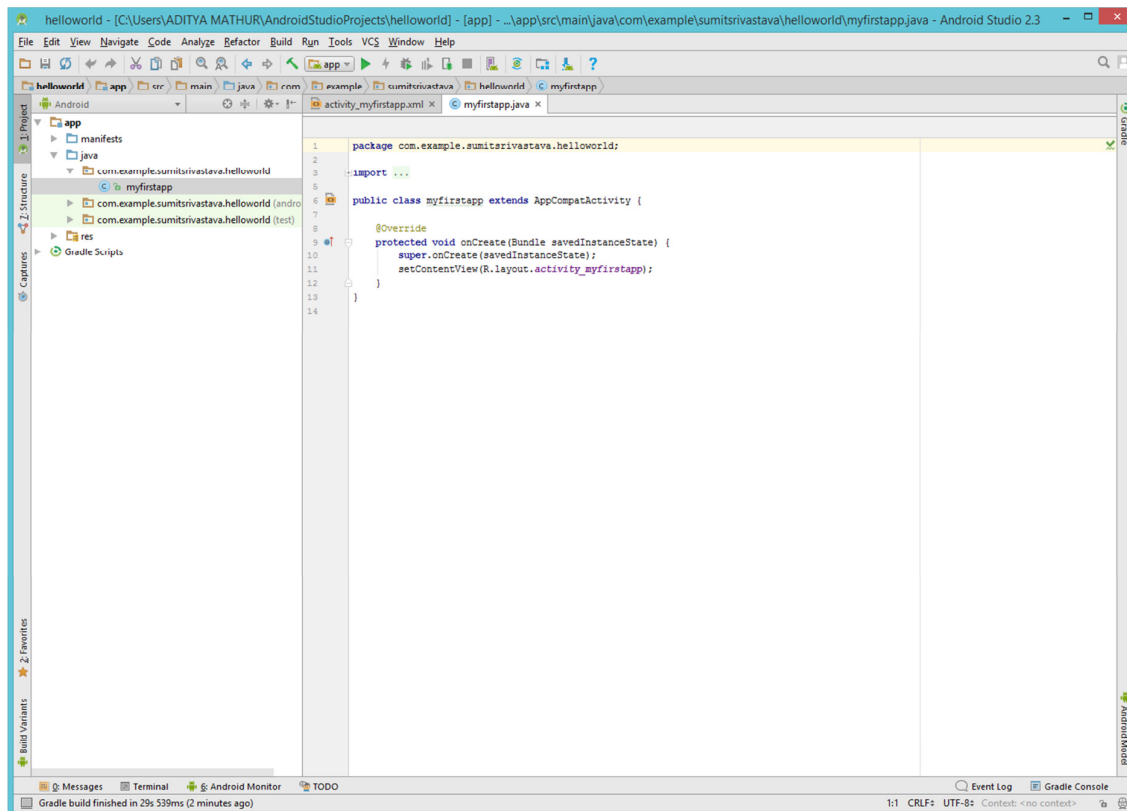 helloworld - [C:\Users\ADITYA MATHUR\AndroidStudioProjects\helloworld] - [app] - ...\app\src\main\java\com\example\sumitsrivastava\helloworld\myfirstapp.java - Android Studio 2.3
File Edit View Navigate Code Analyze Refactor Build Run Tools VCS Window Help
app
helloworld app src main java com example sumitsrivastava helloworld myfirstapp
Android
activity_myfirstapp.xml × myfirstapp.java ×
1: Project
Z: Structure
Captures
2: Favorites
Build Variants
app
manifests
java
com.example.sumitsrivastava.helloworld
myfirstapp
com.example.sumitsrivastava.helloworld (andro
com.example.sumitsrivastava.helloworld (test)
res
Gradle Scripts
1 package com.example.sumitsrivastava.helloworld;
2
3 import ...
5
6 public class myfirstapp extends AppCompatActivity {
7
8 @Override
9 protected void onCreate(Bundle savedInstanceState) {
10 super.onCreate(savedInstanceState);
11 setContentView(R.layout.activity_myfirstapp);
12 }
13 }
14
Gradle
Android Model
0: Messages Terminal 6: Android Monitor TODO Event Log Gradle Console
Gradle build finished in 29s 539ms (2 minutes ago) 1:1 CRLF UTF-8 Context: <no context>